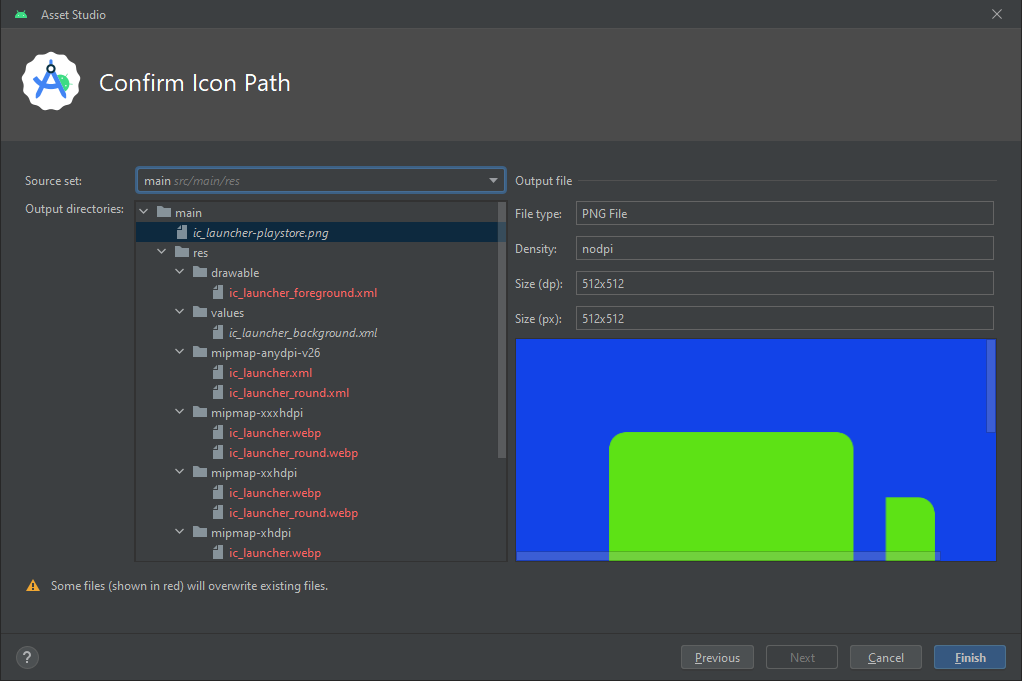 Asset Studio
Confirm Icon Path
Source set:
main src/main/res
Output directories:
main
ic_launcher-playstore.png
res
drawable
ic_launcher_foreground.xml
values
ic_launcher_background.xml
mipmap-anydpi-v26
ic_launcher.xml
ic_launcher_round.xml
mipmap-xxxhdpi
ic_launcher.webp
ic_launcher_round.webp
mipmap-xxhdpi
ic_launcher.webp
ic_launcher_round.webp
mipmap-xhdpi
ic_launcher.webp
Output file
File type: PNG File
Density: nodpi
Size (dp): 512x512
Size (px): 512x512
Some files (shown in red) will overwrite existing files.
? Previous Next Cancel Finish